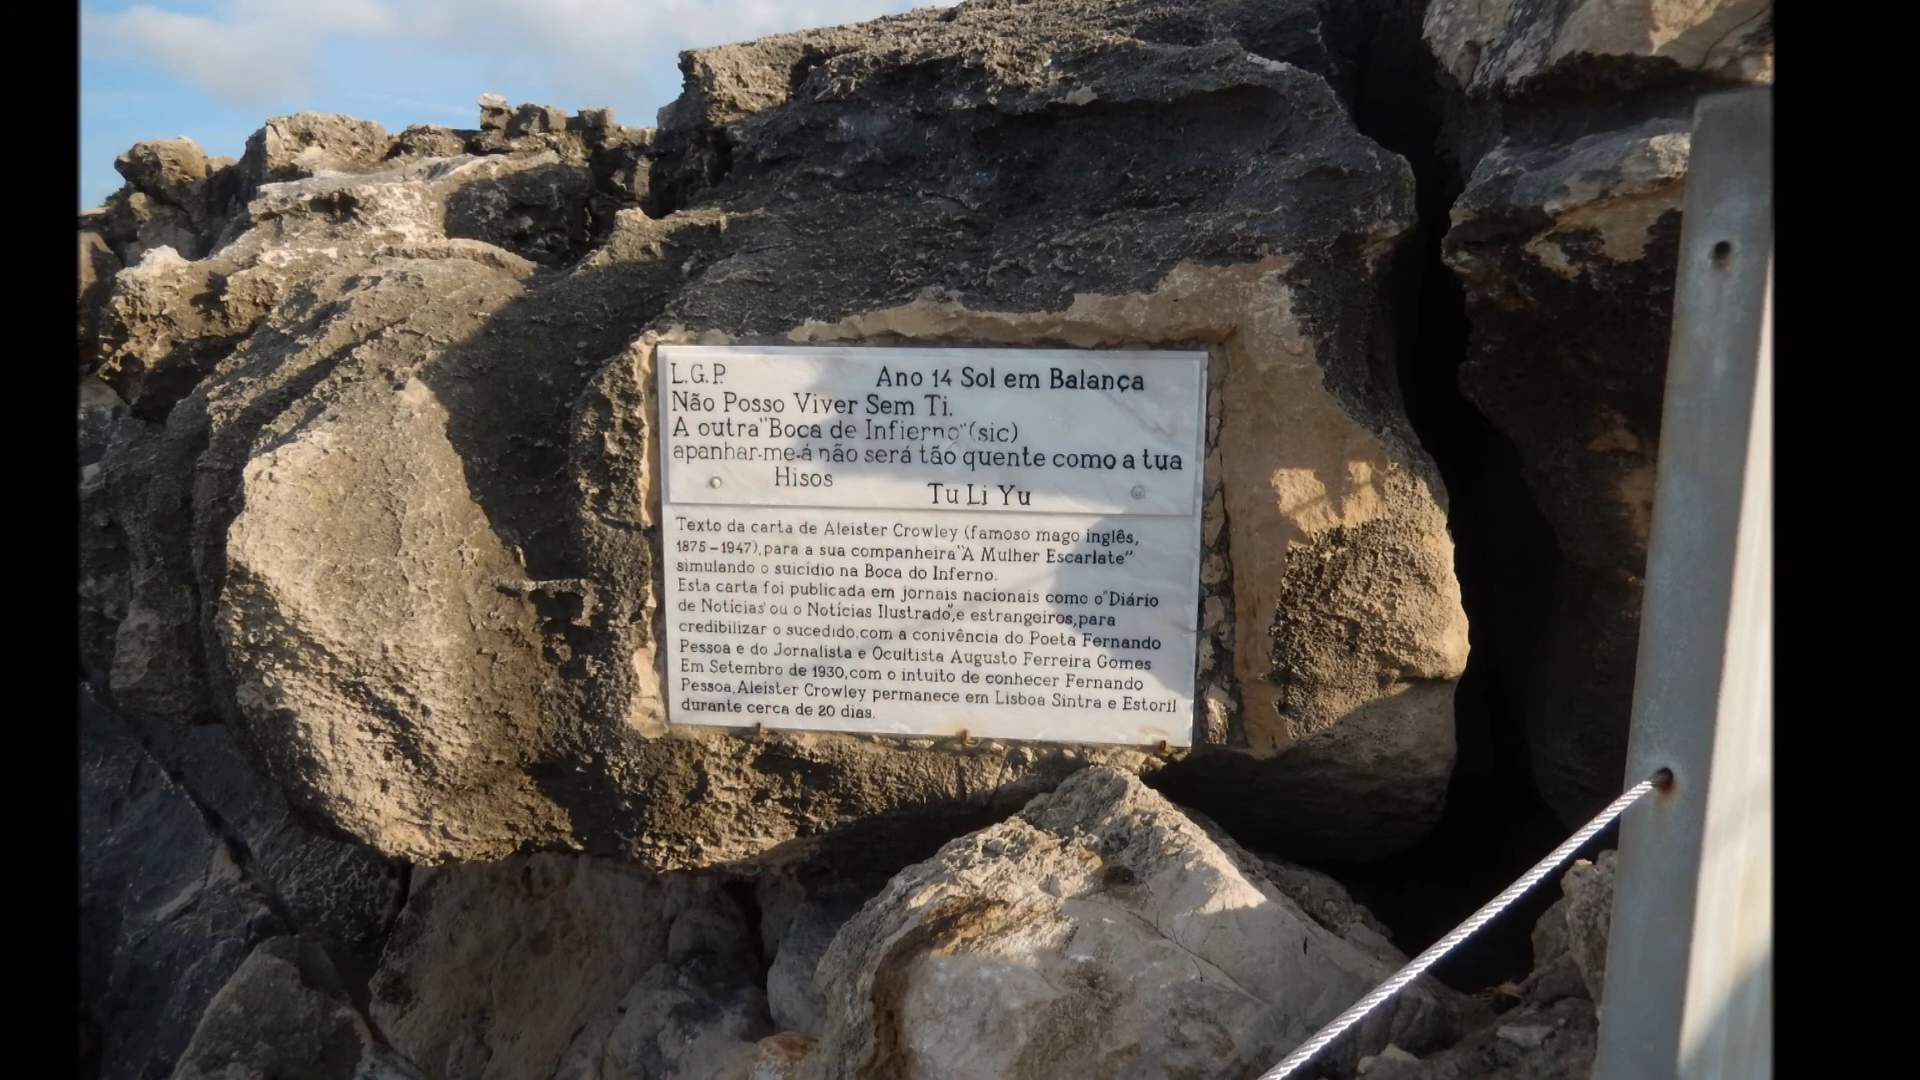 L.G.P. Ano 14 Sol em Balança
Não Posso Viver Sem Ti.
A outra "Boca de Infierno" (sic)
apanhar-me-á não será tão quente como a tua
Hisos
Tu Li Yu
Texto da carta de Aleister Crowley (famoso mago inglês,
1875-1947), para a sua companheira "A Mulher Escarlate"
simulando o suicídio na Boca do Inferno.
Esta carta foi publicada em jornais nacionais como o "Diário
de Notícias" ou o Notícias Ilustrado", e estrangeiros, para
credibilizar o sucedido, com a conivência do Poeta Fernando
Pessoa e do Jornalista e Ocultista Augusto Ferreira Gomes
Em Setembro de 1930, com o intuito de conhecer Fernando
Pessoa, Aleister Crowley permanece em Lisboa Sintra e Estoril
durante cerca de 20 dias.